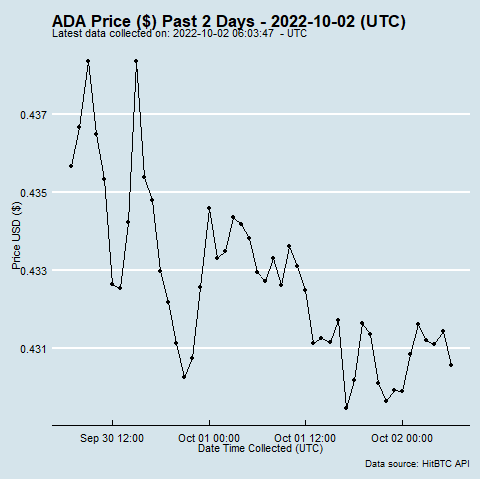 ADA Price ($) Past 2 Days - 2022-10-02 (UTC)
Latest data collected on: 2022-10-02 06:03:47 - UTC
0.437
0.435
0.433
0.431
Price USD ($)
Sep 30 12:00 Oct 01 00:00 Oct 01 12:00 Oct 02 00:00
Date Time Collected (UTC)
Data source: HitBTC API